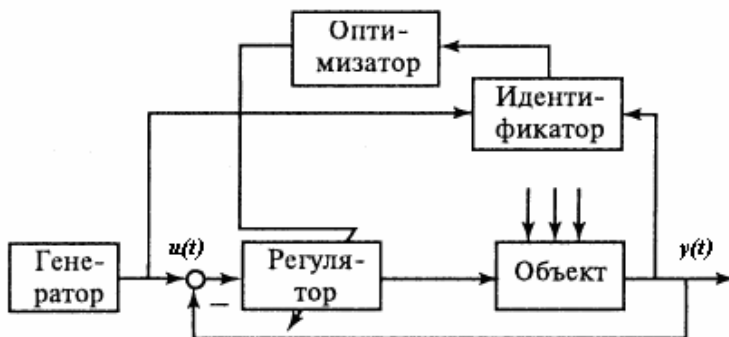 Опти-
мизатор
Иденти-
фикатор
u(t)
y(t)
Гене-
ратор
Регуля-
тор
Объект
−